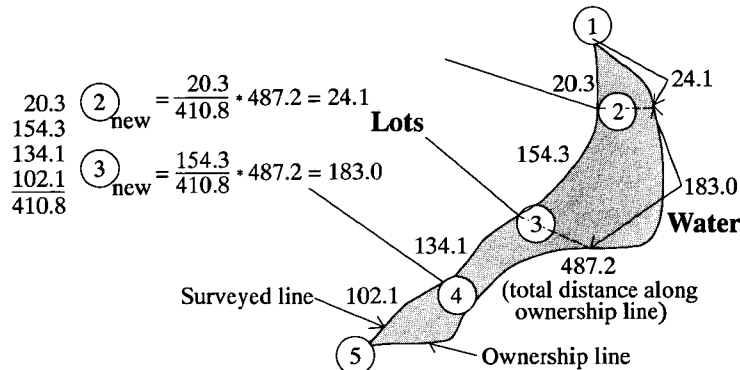 1
20.3
24.1
20.3
154.3
134.1
102.1
410.8
2 new = 20.3/410.8 * 487.2 = 24.1
3 new = 154.3/410.8 * 487.2 = 183.0
Lots
2
154.3
183.0
3
Water
134.1
487.2
(total distance along
ownership line)
Surveyed line
102.1
4
5
Ownership line